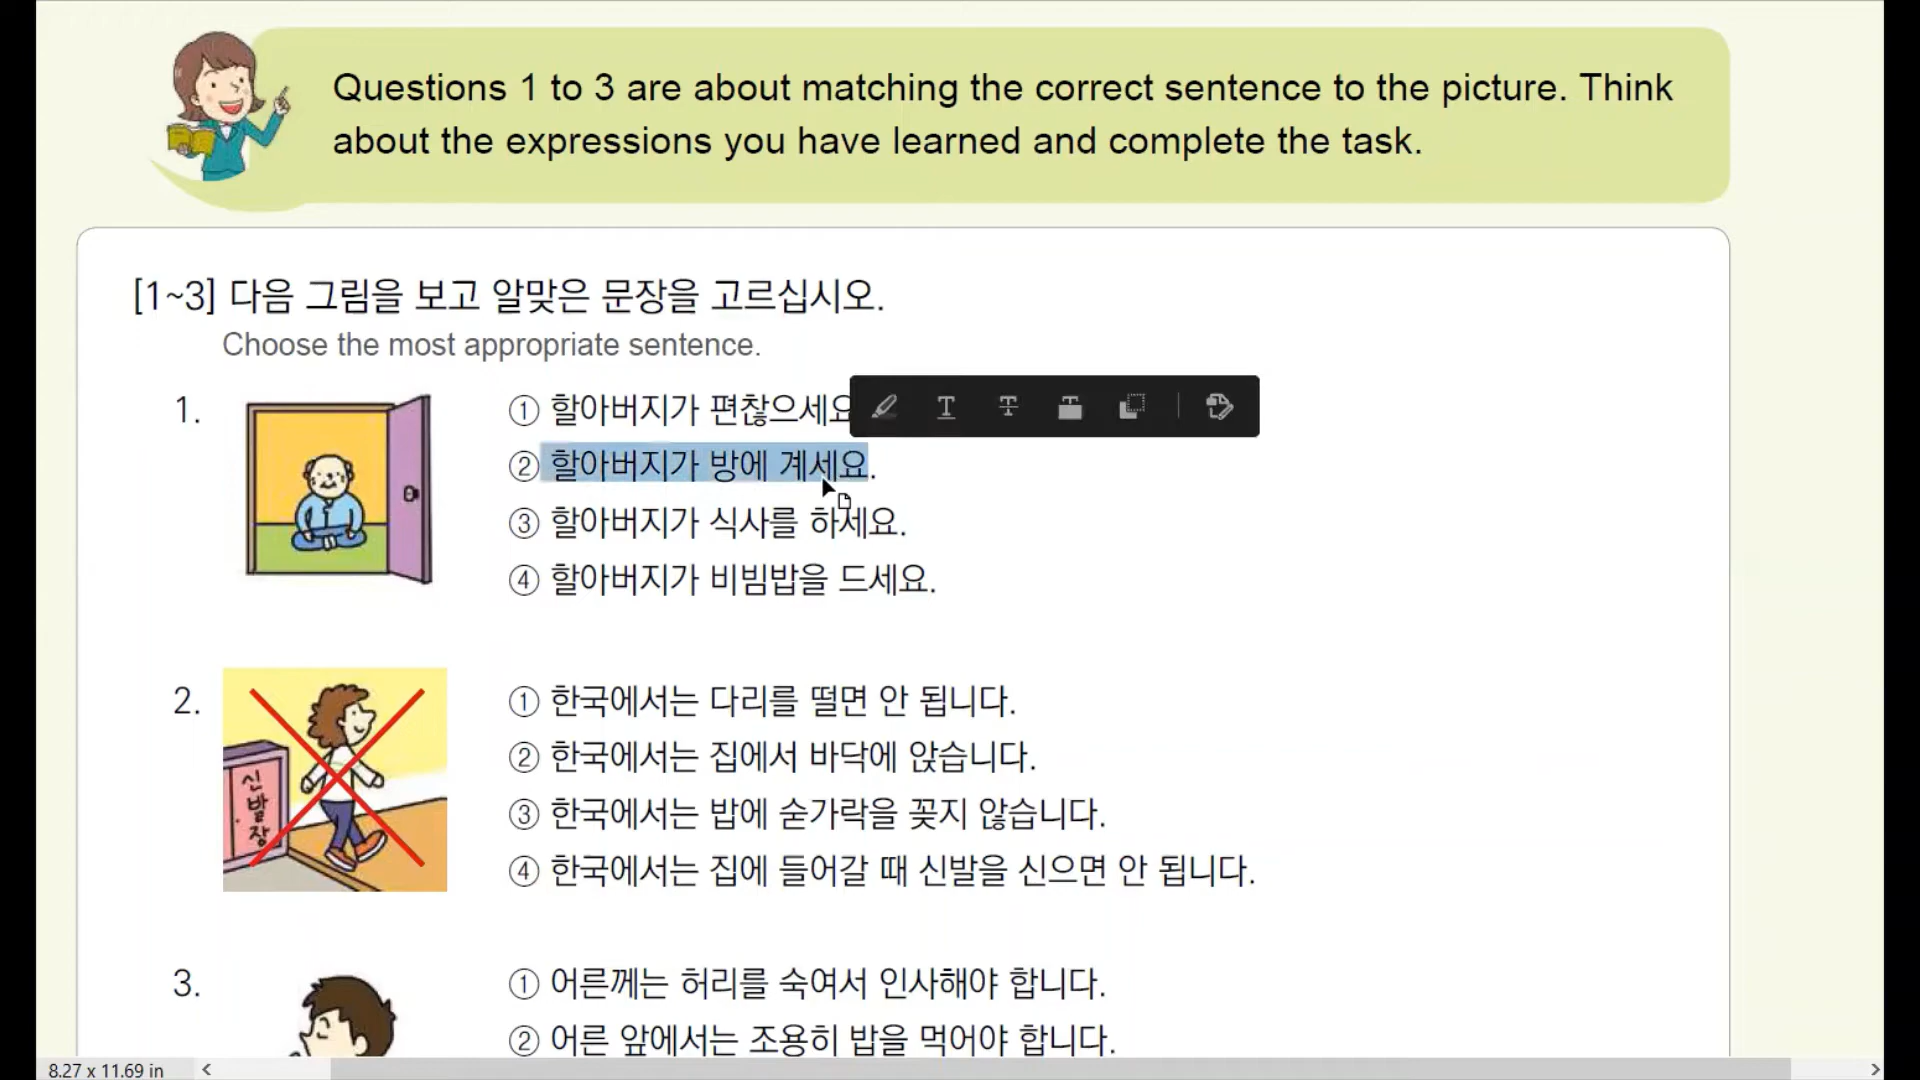 Questions 1 to 3 are about matching the correct sentence to the picture. Think
about the expressions you have learned and complete the task.
[1~3] 다음 그림을 보고 알맞은 문장을 고르십시오.
Choose the most appropriate sentence.
1.
① 할아버지가 편찮으세요
② 할아버지가 방에 계세요.
③ 할아버지가 식사를 하세요.
④ 할아버지가 비빔밥을 드세요.
2.
신발장
① 한국에서는 다리를 떨면 안 됩니다.
② 한국에서는 집에서 바닥에 앉습니다.
③ 한국에서는 밥에 숟가락을 꽂지 않습니다.
④ 한국에서는 집에 들어갈 때 신발을 신으면 안 됩니다.
3.
① 어른께는 허리를 숙여서 인사해야 합니다.
② 어른 앞에서는 조용히 밥을 먹어야 합니다.
8.27 x 11.69 in